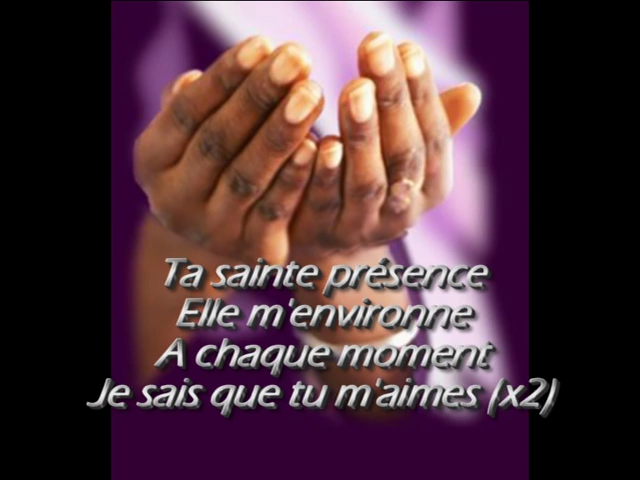 Ta sainte présence
Elle m'environne
A chaque moment
Je sais que tu m'aimes (x2)